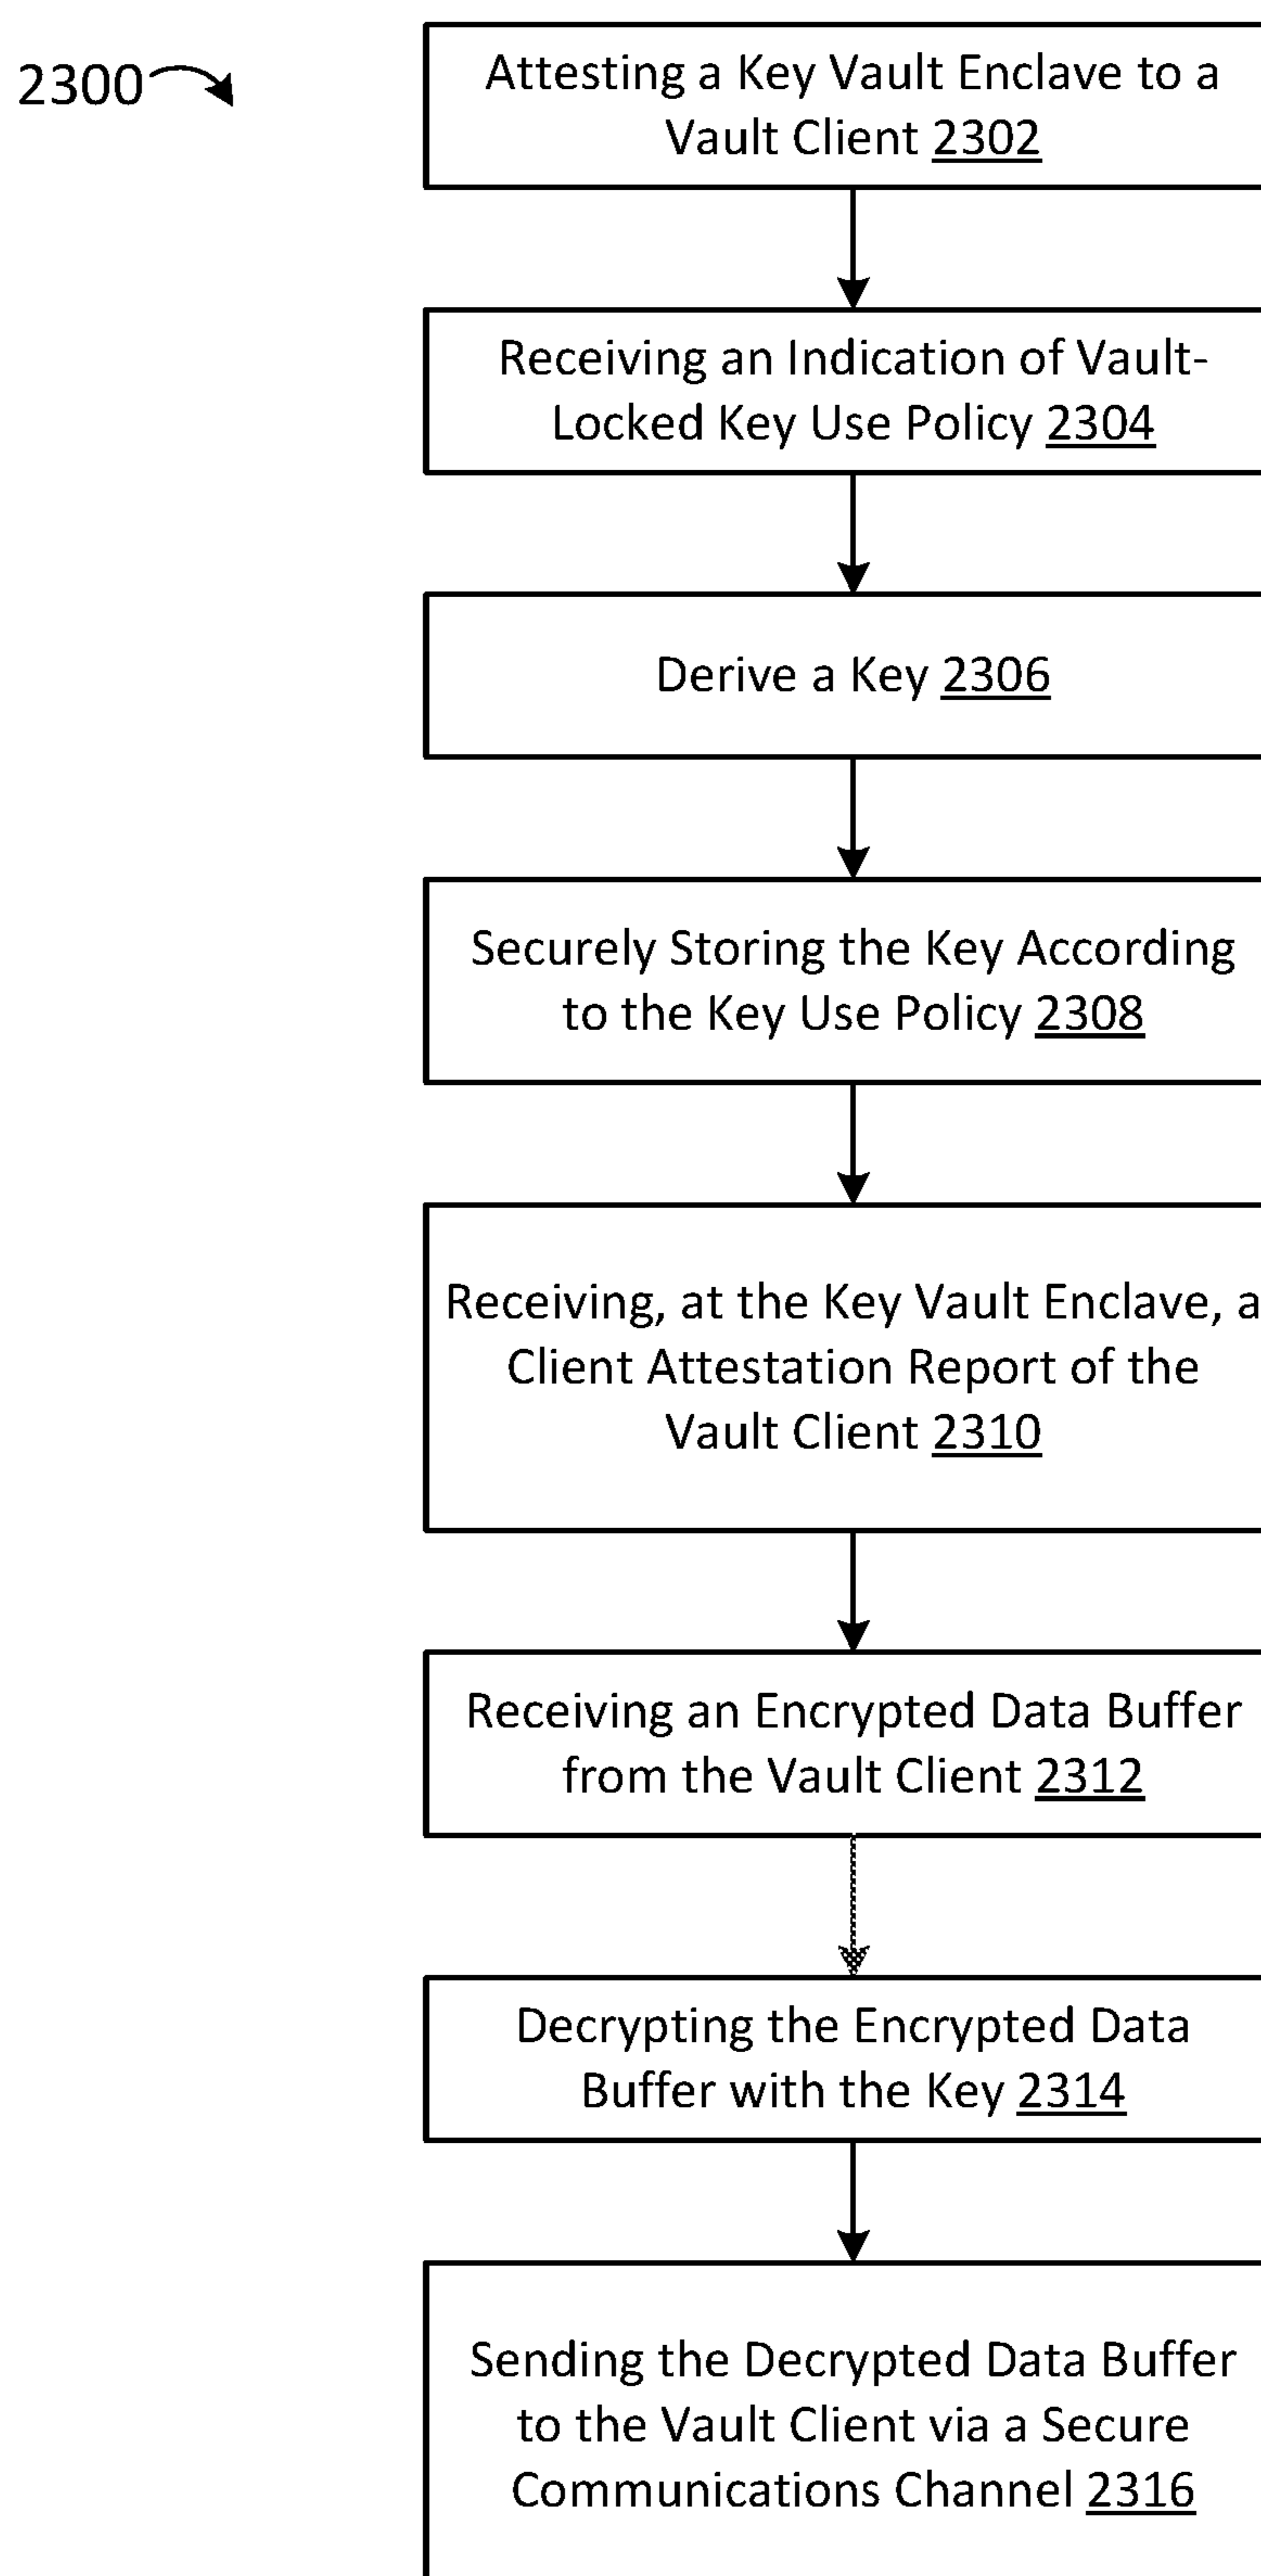 2300
Attesting a Key Vault Enclave to a
Vault Client 2302
Receiving an Indication of Vault-
Locked Key Use Policy 2304
Derive a Key 2306
Securely Storing the Key According
to the Key Use Policy 2308
Receiving, at the Key Vault Enclave, a
Client Attestation Report of the
Vault Client 2310
Receiving an Encrypted Data Buffer
from the Vault Client 2312
Decrypting the Encrypted Data
Buffer with the Key 2314
Sending the Decrypted Data Buffer
to the Vault Client via a Secure
Communications Channel 2316